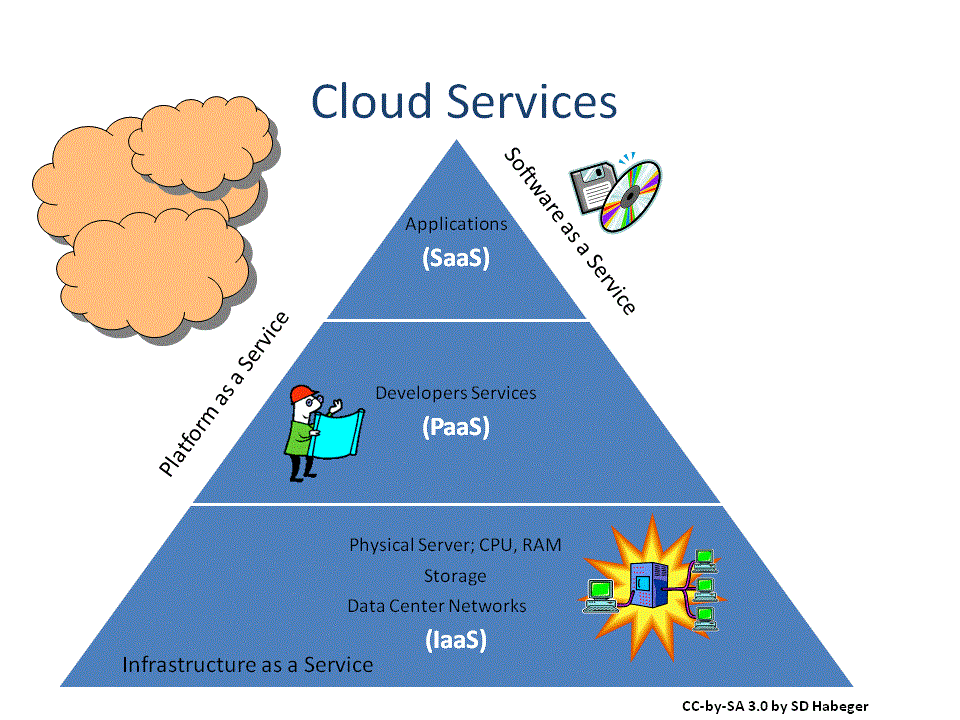 Cloud Services
Software as a Service
Applications
(SaaS)
Platform as a Service
Developers Services
(PaaS)
Physical Server; CPU, RAM
Storage
Data Center Networks
(IaaS)
Infrastructure as a Service
CC-by-SA 3.0 by SD Habeger